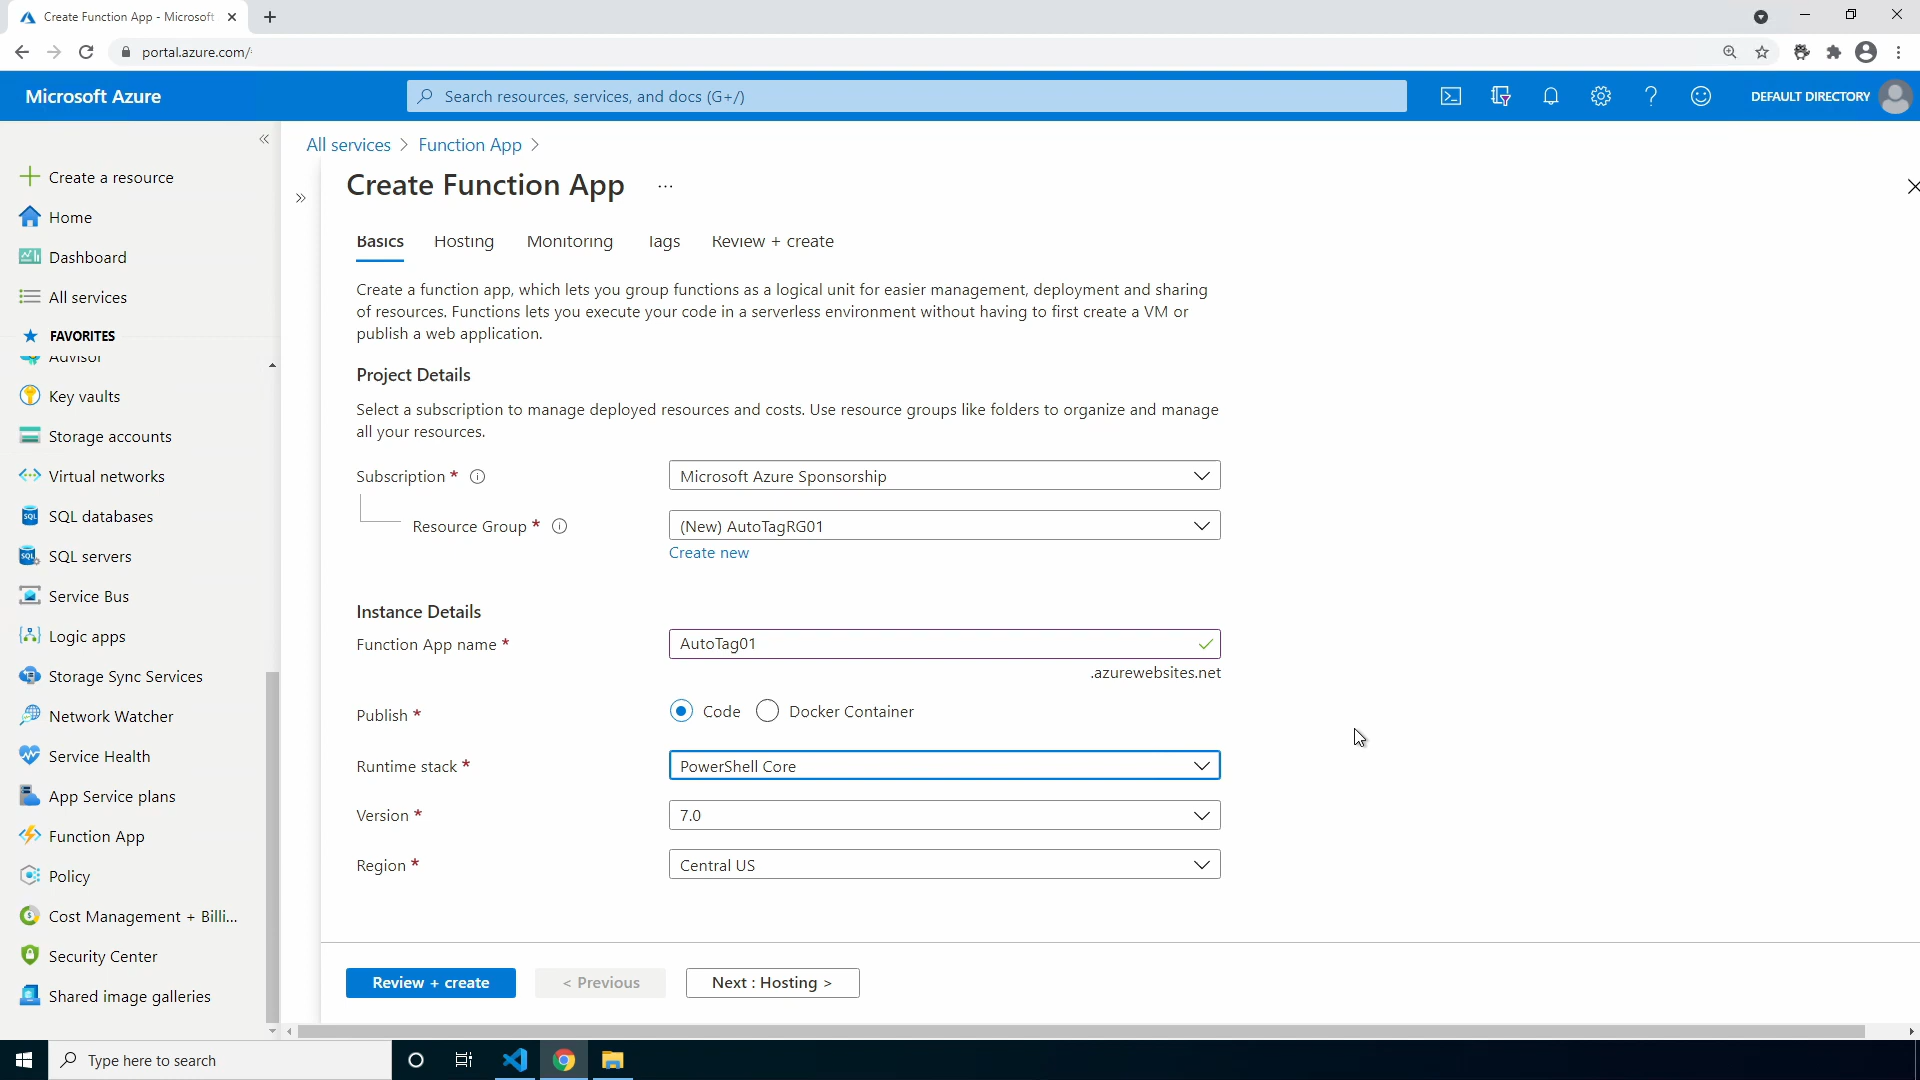 Create Function App - Microsoft
portal.azure.com/
Microsoft Azure
Search resources, services, and docs (G+/)
DEFAULT DIRECTORY
Create a resource
Home
Dashboard
All services
FAVORITES
Advisor
Key vaults
Storage accounts
Virtual networks
SQL databases
SQL servers
Service Bus
Logic apps
Storage Sync Services
Network Watcher
Service Health
App Service plans
Function App
Policy
Cost Management + Billi...
Security Center
Shared image galleries
All services > Function App >
Create Function App ...
Basics Hosting Monitoring Tags Review + create
Create a function app, which lets you group functions as a logical unit for easier management, deployment and sharing
of resources. Functions lets you execute your code in a serverless environment without having to first create a VM or
publish a web application.
Project Details
Select a subscription to manage deployed resources and costs. Use resource groups like folders to organize and manage
all your resources.
Subscription * Microsoft Azure Sponsorship
Resource Group * (New) AutoTagRG01
Create new
Instance Details
Function App name * AutoTag01
.azurewebsites.net
Publish * Code Docker Container
Runtime stack * PowerShell Core
Version * 7.0
Region * Central US
Review + create < Previous Next : Hosting >
Type here to search